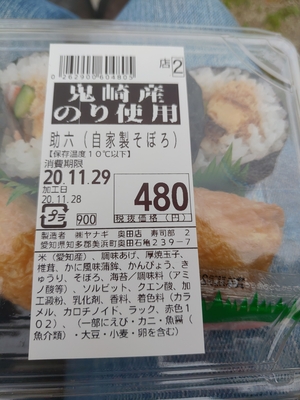 0262900604805
店2
鬼崎産
のり使用
助六(自家製そぼろ)
【保存温度10℃以下】
消費期限
20.11.29
加工日
20.11.28
480
プラ
900
税抜価格(円)
製造者 ㈱ヤナギ 奥田店 寿司部 2
愛知県知多郡美浜町奥田石亀239-7
米(愛知産)、調味あげ、厚焼玉子、
椎茸、かに風味蒲鉾、かんぴょう、き
ゅうり、そぼろ、海苔/調味料(アミ
ノ酸等)、ソルビット、クエン酸、加
工澱粉、乳化剤、香料、着色料(カラ
メル、カロチノイド、ラック、赤色1
02)、(一部にえび・カニ・魚醤(
魚介類)・大豆・小麦・卵を含む)